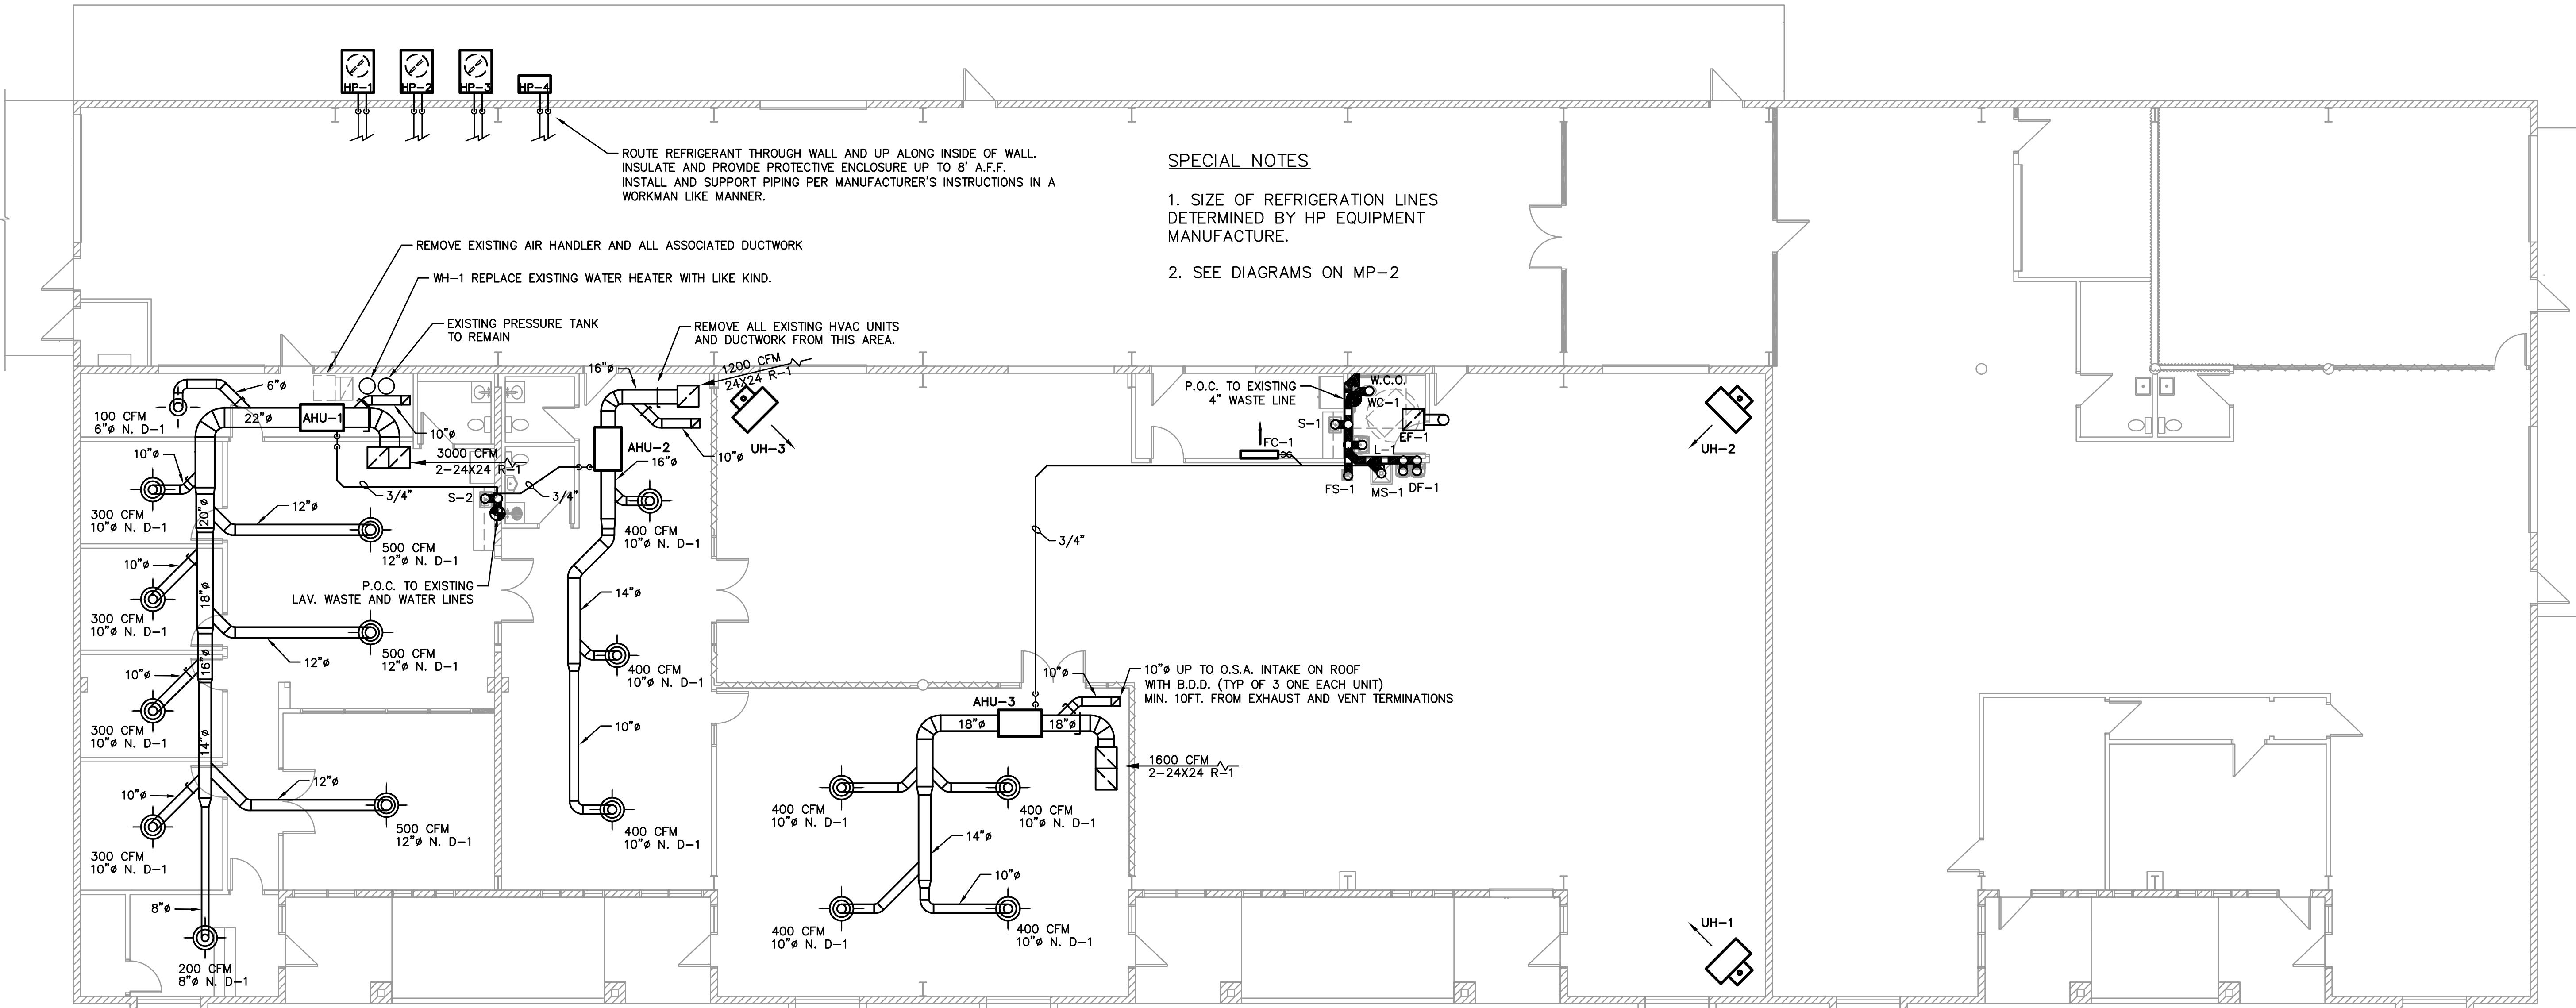 HP-1
HP-2
HP-3
HP-4
ROUTE REFRIGERANT THROUGH WALL AND UP ALONG INSIDE OF WALL.
INSULATE AND PROVIDE PROTECTIVE ENCLOSURE UP TO 8' A.F.F.
INSTALL AND SUPPORT PIPING PER MANUFACTURER'S INSTRUCTIONS IN A
WORKMAN LIKE MANNER.
SPECIAL NOTES
1. SIZE OF REFRIGERATION LINES
DETERMINED BY HP EQUIPMENT
MANUFACTURE.
2. SEE DIAGRAMS ON MP-2
REMOVE EXISTING AIR HANDLER AND ALL ASSOCIATED DUCTWORK
WH-1 REPLACE EXISTING WATER HEATER WITH LIKE KIND.
EXISTING PRESSURE TANK
TO REMAIN
REMOVE ALL EXISTING HVAC UNITS
AND DUCTWORK FROM THIS AREA.
6"ø
100 CFM
6"ø N. D-1
22"ø
AHU-1
10"ø
3000 CFM
2-24X24 R-1
16"ø
1200 CFM
24X24 R-1
AHU-2
10"ø
16"ø
UH-3
P.O.C. TO EXISTING
4" WASTE LINE
W.C.O.
WC-1
S-1
EF-1
L-1
FC-1
FS-1
MS-1
DF-1
UH-2
10"ø
300 CFM
10"ø N. D-1
20"ø
12"ø
500 CFM
12"ø N. D-1
3/4"
S-2
3/4"
400 CFM
10"ø N. D-1
3/4"
10"ø
300 CFM
10"ø N. D-1
18"ø
P.O.C. TO EXISTING
LAV. WASTE AND WATER LINES
12"ø
500 CFM
12"ø N. D-1
14"ø
400 CFM
10"ø N. D-1
16"ø
10"ø
300 CFM
10"ø N. D-1
14"ø
10"ø
10"ø
10"ø UP TO O.S.A. INTAKE ON ROOF
WITH B.D.D. (TYP OF 3 ONE EACH UNIT)
MIN. 10FT. FROM EXHAUST AND VENT TERMINATIONS
AHU-3
18"ø
18"ø
1600 CFM
2-24X24 R-1
10"ø
300 CFM
10"ø N. D-1
12"ø
500 CFM
12"ø N. D-1
400 CFM
10"ø N. D-1
400 CFM
10"ø N. D-1
400 CFM
10"ø N. D-1
14"ø
10"ø
400 CFM
10"ø N. D-1
400 CFM
10"ø N. D-1
8"ø
200 CFM
8"ø N. D-1
UH-1